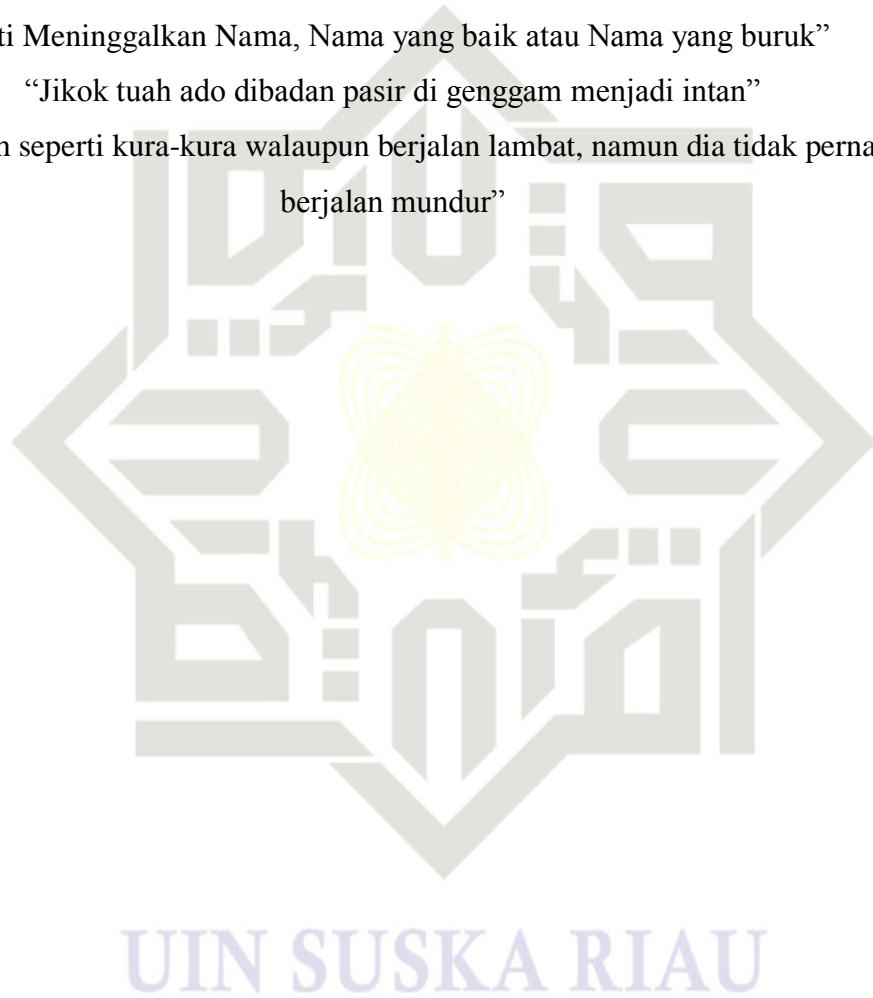 ti Meninggalkan Nama, Nama yang baik atau Nama yang buruk”
“Jikok tuah ado dibadan pasir di genggam menjadi intan”
n seperti kura-kura walaupun berjalan lambat, namun dia tidak perna
berjalan mundur”
UIN SUSKA RIAU